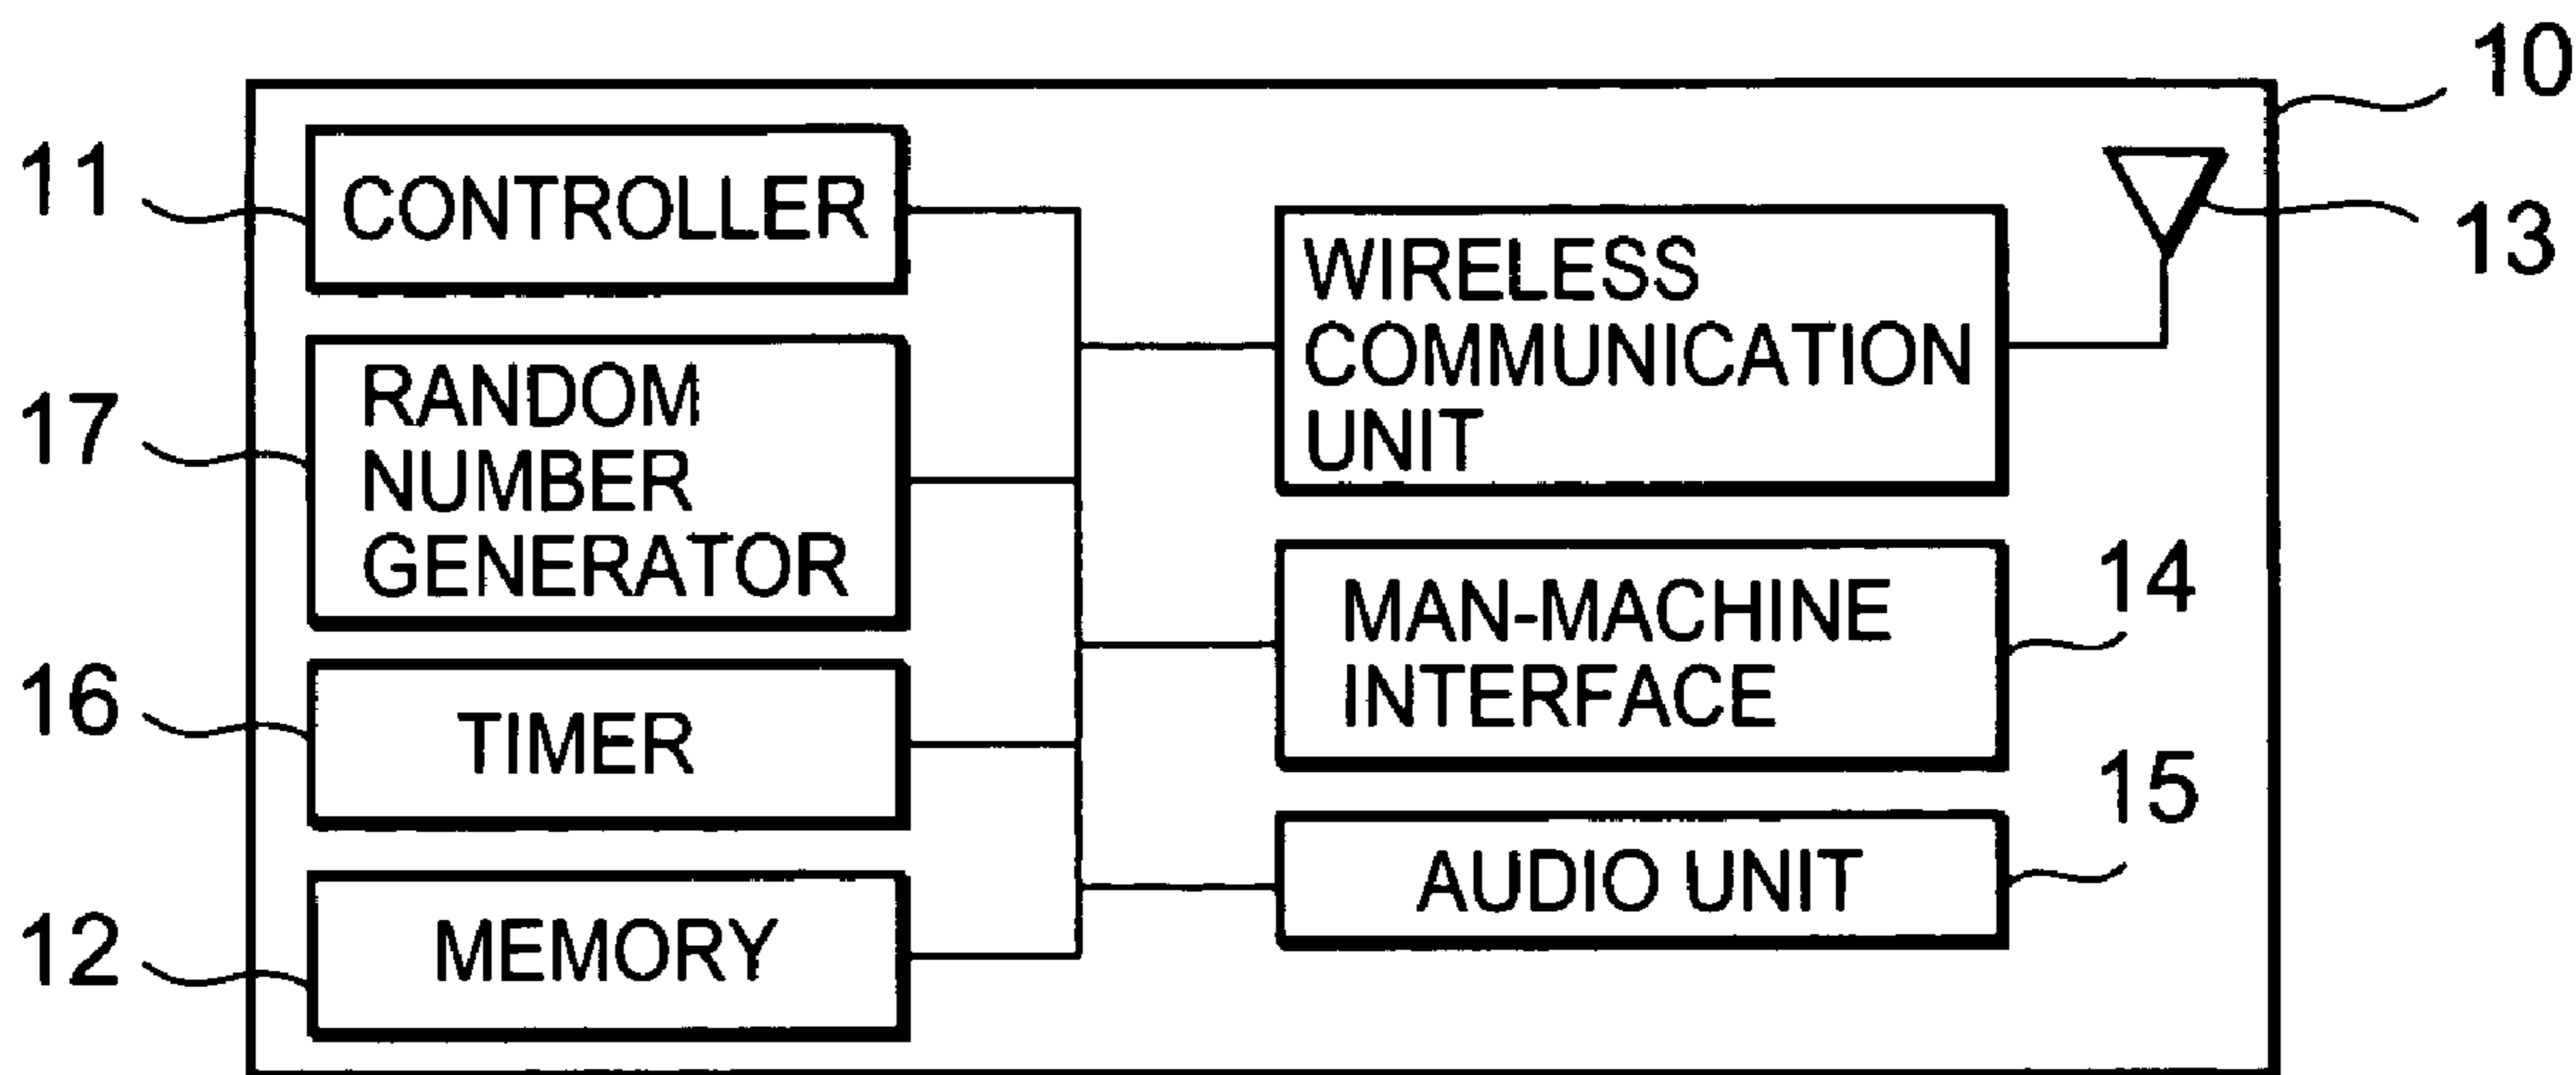 10
11
CONTROLLER
13
WIRELESS
COMMUNICATION
UNIT
17
RANDOM
NUMBER
GENERATOR
14
MAN-MACHINE
INTERFACE
16
TIMER
15
AUDIO UNIT
12
MEMORY